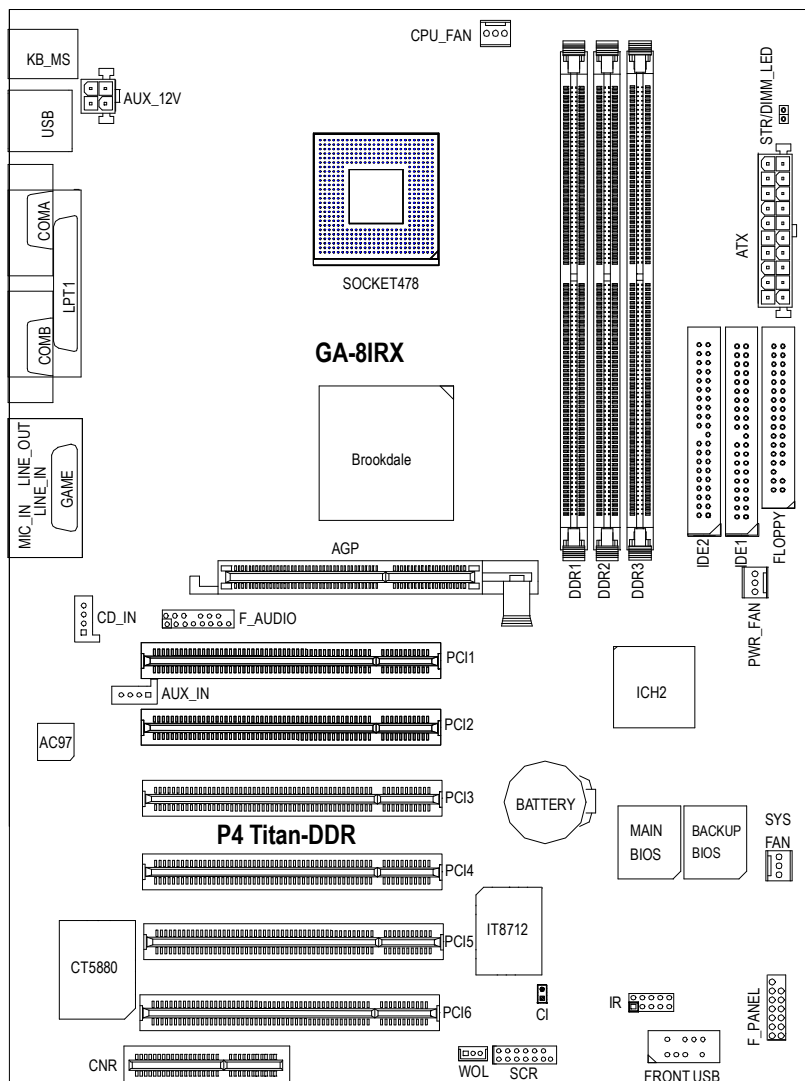 CPU_FAN
KB_MS
AUX_12V
USB
STR/DIMM_LED
COMA
LPT1
COMB
ATX
SOCKET478
GA-8IRX
Brookdale
MIC_IN LINE_OUT
LINE_IN
GAME
AGP
DDR1
DDR2
DDR3
IDE2
IDE1
FLOPPY
PWR_FAN
CD_IN
F_AUDIO
PCI1
AUX_IN
ICH2
AC97
PCI2
PCI3
BATTERY
P4 Titan-DDR
MAIN
BIOS
BACKUP
BIOS
SYS
FAN
PCI4
IT8712
CT5880
PCI5
PCI6
CI
IR
F_PANEL
CNR
WOL
SCR
FRONT USB